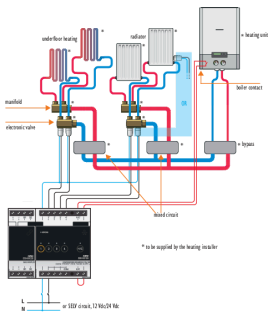 underfloor heating *
*
radiator
*
*
* heating unit
boiler contact
manifold
*
*
electronic valve
*
*
* bypass
mixed circuit
* to be supplied by the heating installer
L
N
or SELV circuit, 12 Vdc/24 Vdc